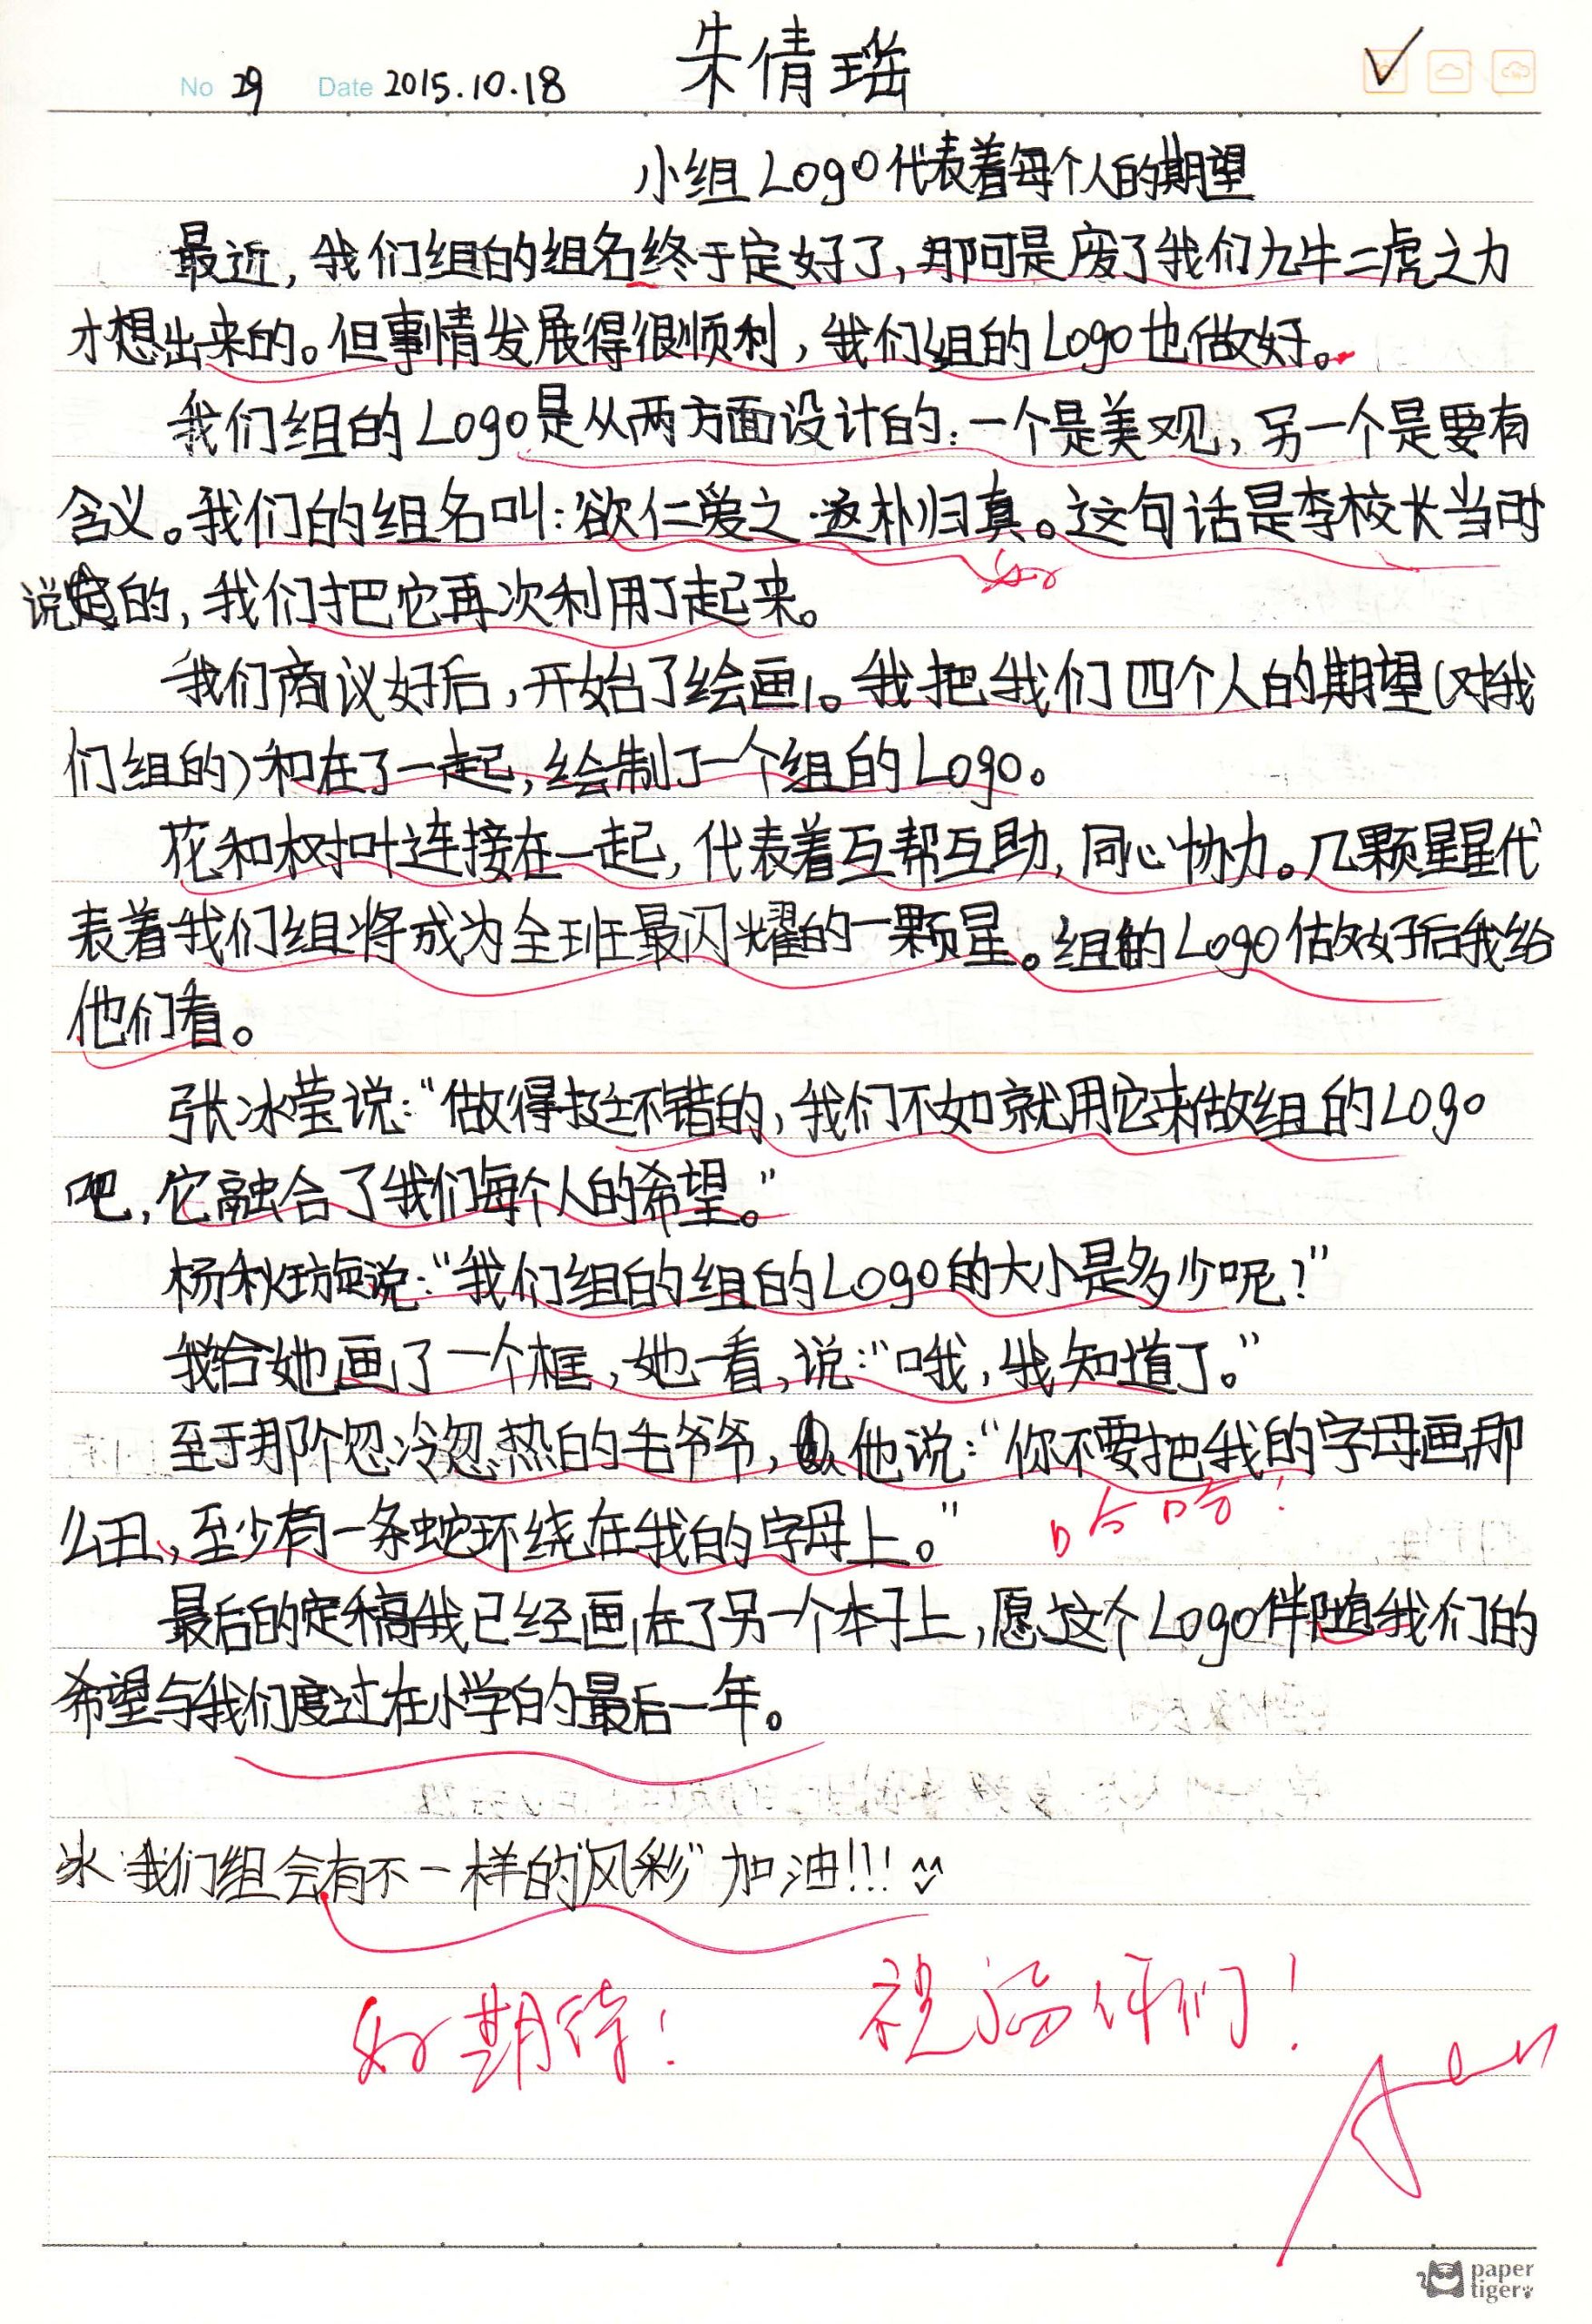 朱倩瑶
No 29 Date 2015.10.18
小组Logo代表着每个人的期望
最近,我们组的组名终于定好了,那可是废了我们九牛二虎之力
才想出来的。但事情发展得很顺利,我们组的Logo也做好。
我们组的Logo是从两方面设计的:一个是美观,另一个是要有
含义。我们的组名叫:欲仁爱之·返朴归真。这句话是李校长当时
好
说的,我们把它再次利用了起来。
我们商议好后,开始了绘画。我把我们四个人的期望(对我
们组的)和在了一起,绘制了一个组的Logo。
花和树叶连接在一起,代表着互帮互助,同心协力。几颗星星代
表着我们组将成为全班最闪耀的一颗星。组的Logo做好后我给
他们看。
张冰莹说:“做得挺不错的,我们不如就用它来做组的Logo
吧,它融合了我们每个人的希望。”
杨秋旋说:“我们组的组的Logo的大小是多少呢?”
我给她画了一个框,她一看,说:“哦,我知道了。”
至于那个忽冷忽热的毛爷爷,他说:“你不要把我的字母画那
哈哈!
么丑,至少有一条蛇环绕在我的字母上。”
最后的定稿我已经画在了另一个本子上,愿这个Logo伴随我们的
希望与我们度过在小学的最后一年。
我们组会有不一样的“风彩”加油!!!
好期待! 祝福你们!
paper
tiger